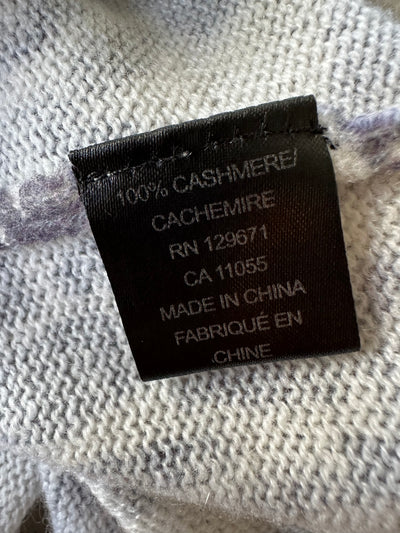 100% CASHMERE/
CACHEMIRE
RN 129671
CA 11055
MADE IN CHINA
FABRIQUÉ EN
CHINE